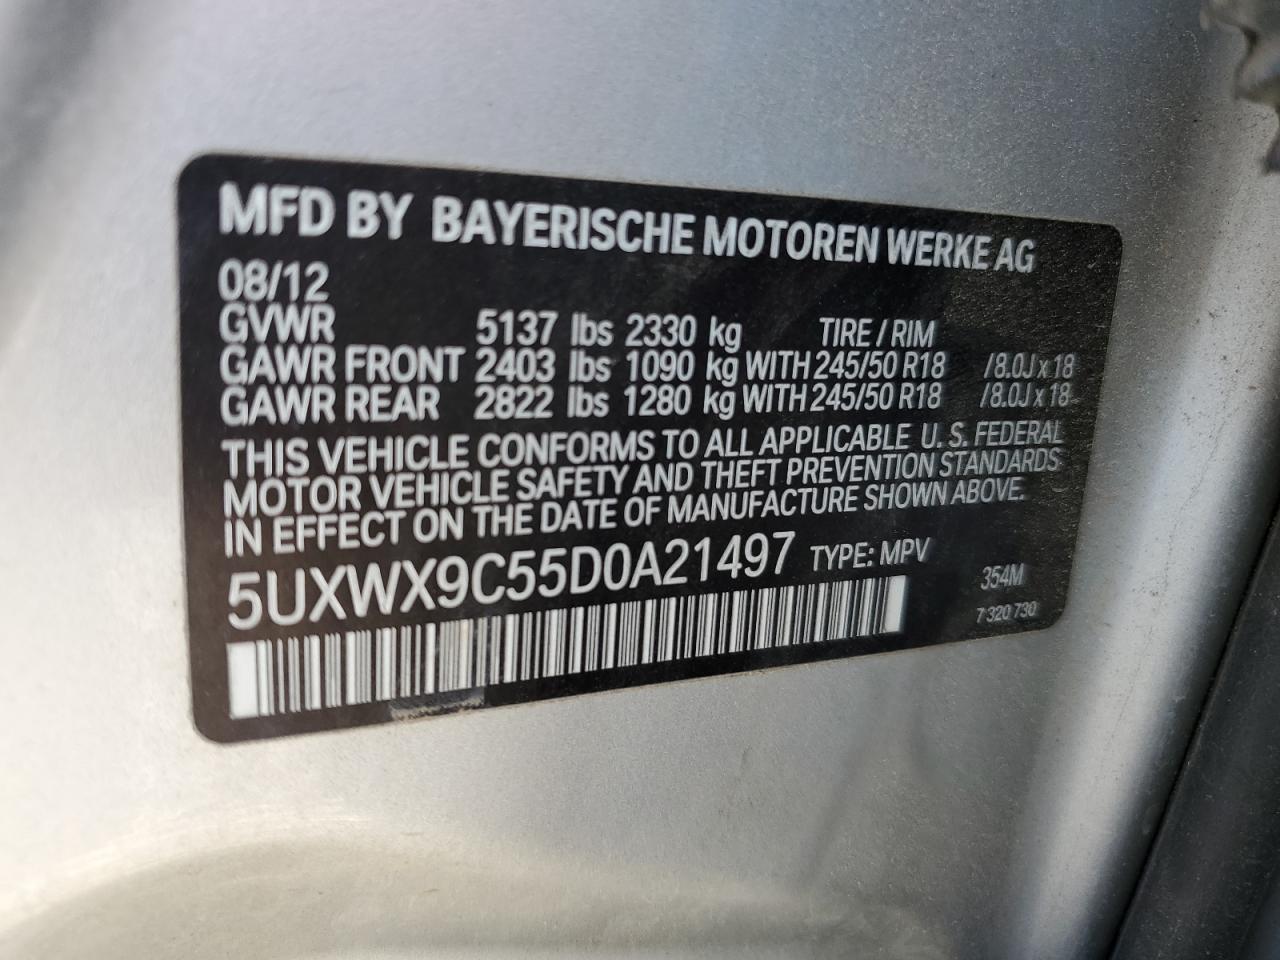 MFD BY BAYERISCHE MOTOREN WERKE AG
08/12
GVWR 5137 lbs 2330 kg TIRE / RIM
GAWR FRONT 2403 lbs 1090 kg WITH 245/50 R18 /8.0J x 18
GAWR REAR 2822 lbs 1280 kg WITH 245/50 R18 /8.0J x 18
THIS VEHICLE CONFORMS TO ALL APPLICABLE U.S. FEDERAL
MOTOR VEHICLE SAFETY AND THEFT PREVENTION STANDARDS
IN EFFECT ON THE DATE OF MANUFACTURE SHOWN ABOVE.
5UXWX9C55D0A21497 TYPE: MPV
354M
7 320 730